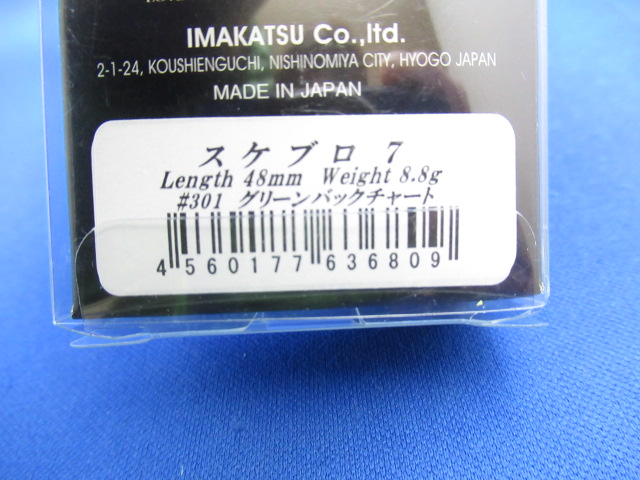 IMAKATSU Co.,ltd.
2-1-24, KOUSHIENGUCHI, NISHINOMIYA CITY, HYOGO JAPAN
MADE IN JAPAN
スケブロ 7
Length 48mm Weight 8.8g
#301 グリーンバックチャート
4 560177 636809